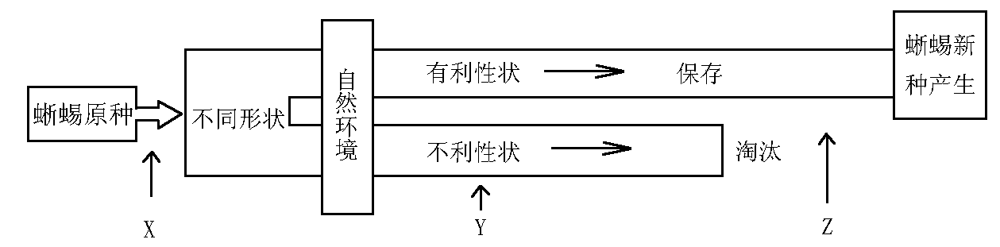 蜥蜴原种
不同形状
自然环境
有利性状
保存
不利性状
淘汰
蜥蜴新
种产生
X
Y
Z